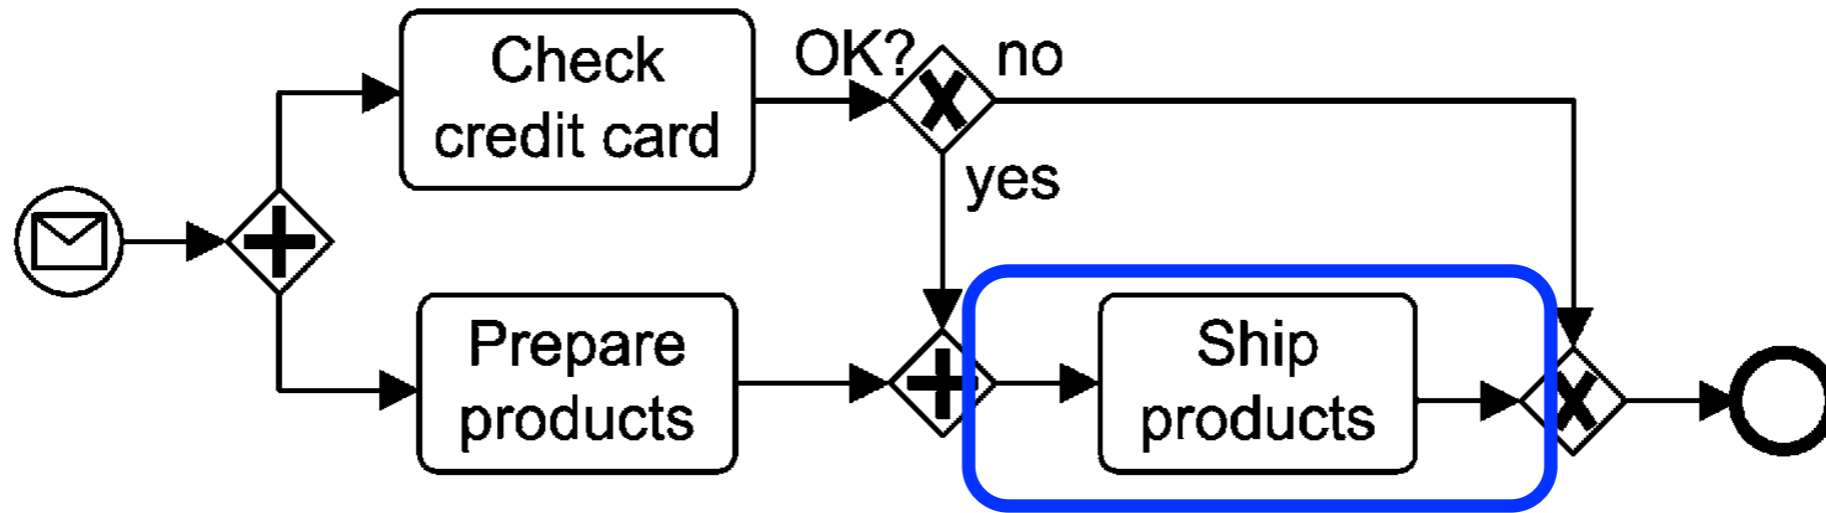 Check
credit card
OK?
no
yes
Prepare
products
Ship
products